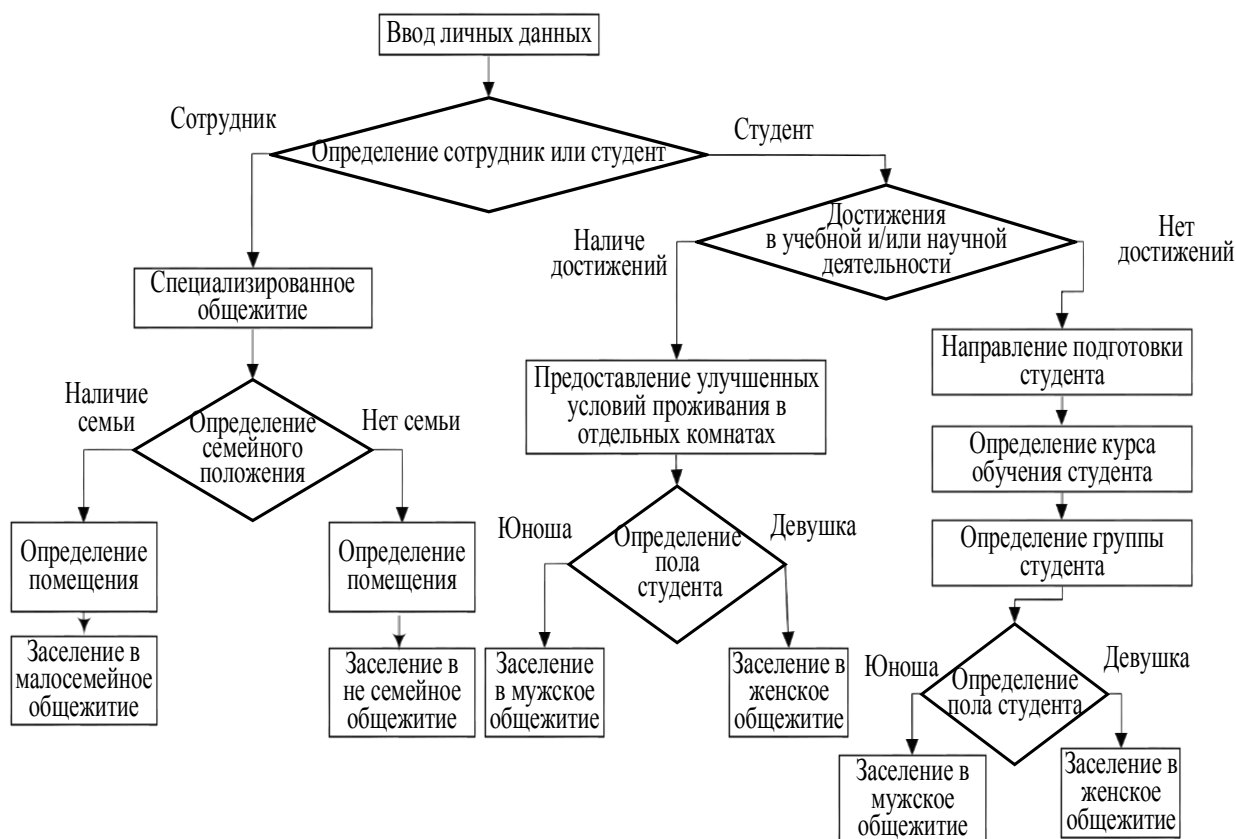 Ввод личных данных
Сотрудник
Студент
Определение сотрудник или студент
Достижения
в учебной и/или научной
деятельности
Наличе
достижений
Нет
достижений
Специализированное
общежитие
Направление подготовки
студента
Предоставление улучшенных
условий проживания в
отдельных комнатах
Наличие
семьи
Нет семьи
Определение
семейного
положения
Определение курса
обучения студента
Юноша
Девушка
Определение
пола
студента
Определение
помещения
Определение
помещения
Определение группы
студента
Заселение в
малосемейное
общежитие
Заселение в
не семейное
общежитие
Заселение
в мужское
общежитие
Заселение в
женское
общежитие
Юноша
Девушка
Определение
пола студента
Заселение в
мужское
общежитие
Заселение в
женское
общежитие